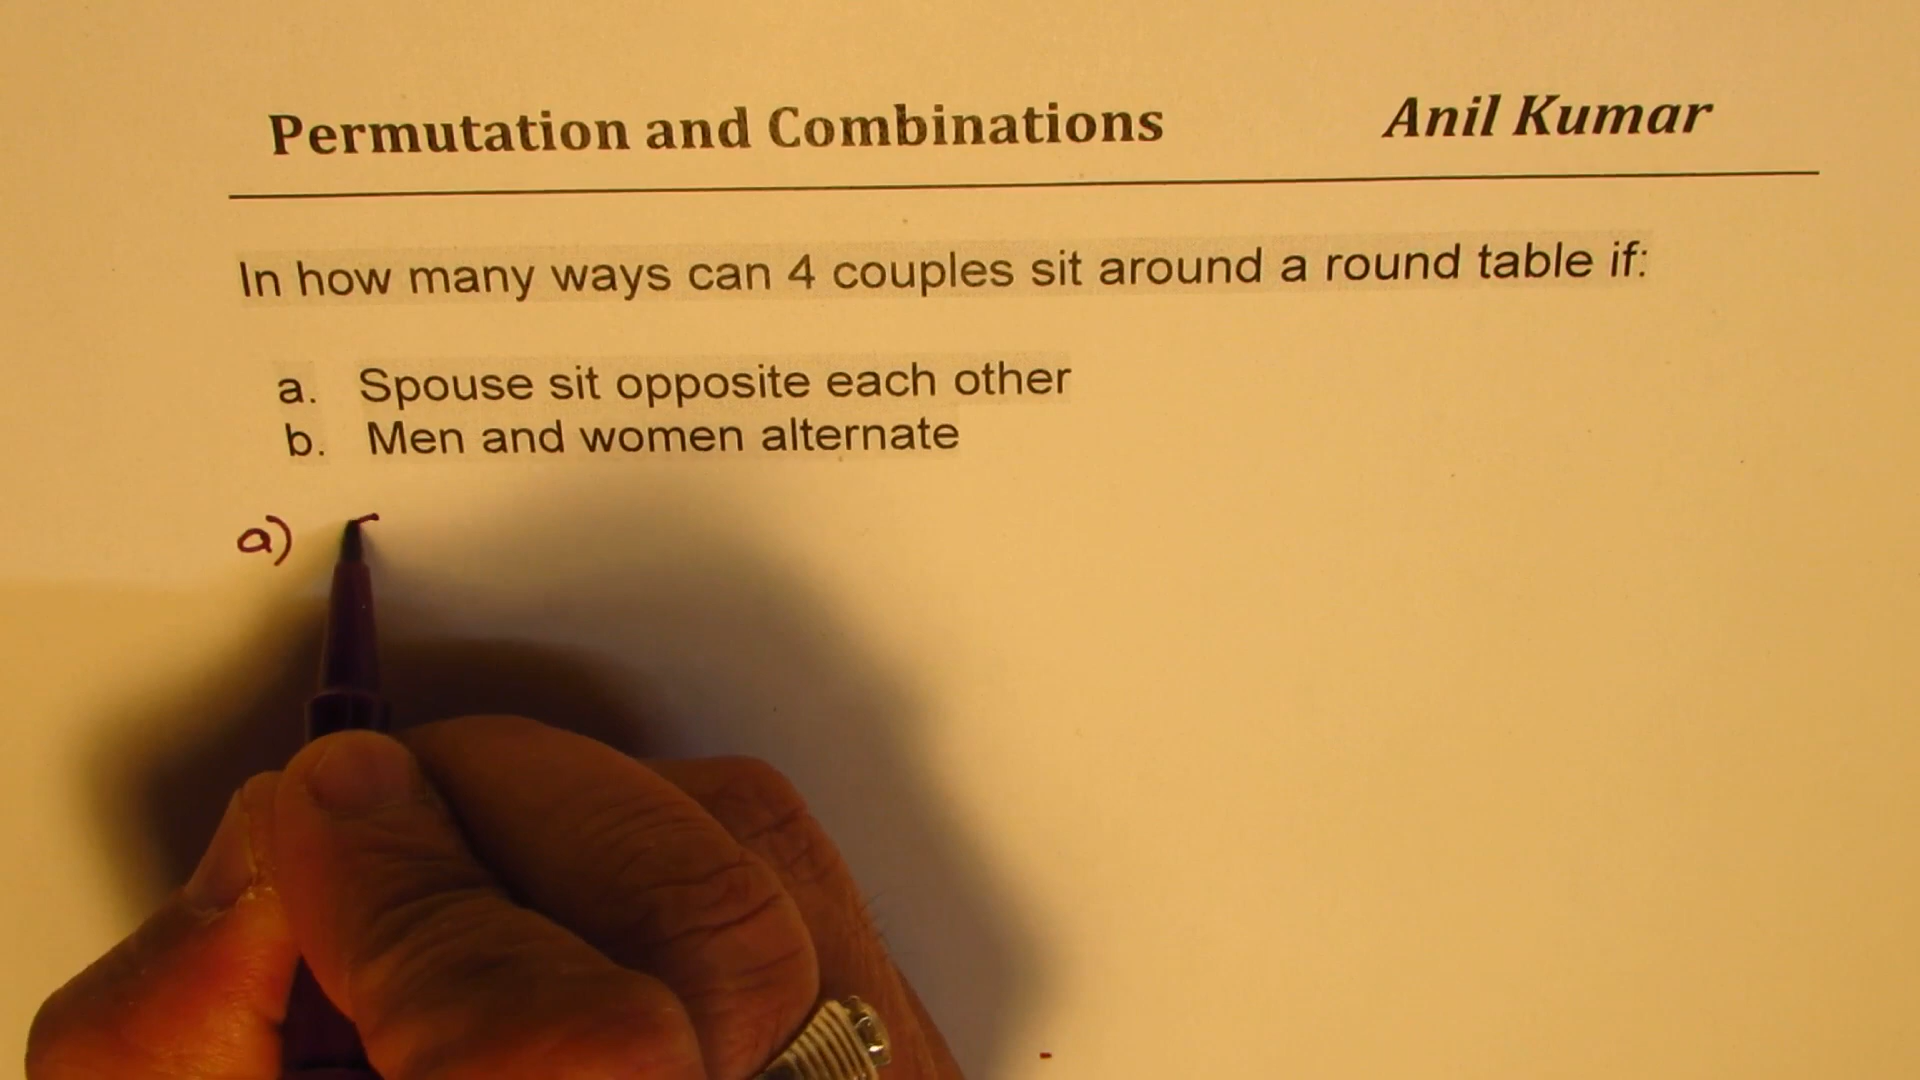 Permutation and Combinations Anil Kumar
In how many ways can 4 couples sit around a round table if:
a. Spouse sit opposite each other
b. Men and women alternate
a)